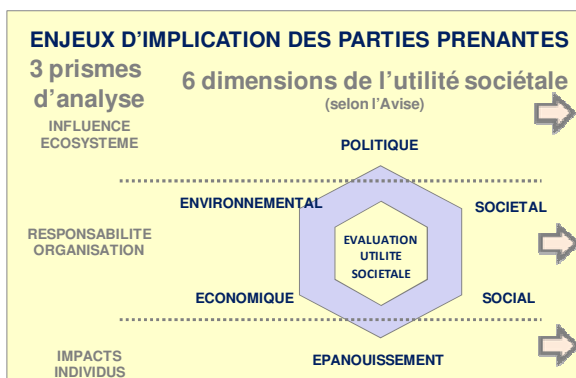 ENJEUX D'IMPLICATION DES PARTIES PRENANTES
3 prismes
d'analyse
6 dimensions de l'utilité sociétale
(selon l'Avise)
INFLUENCE
ECOSYSTEME
POLITIQUE
ENVIRONNEMENTAL
SOCIETAL
RESPONSABILITE
ORGANISATION
EVALUATION
UTILITE
SOCIETALE
ECONOMIQUE
SOCIAL
IMPACTS
INDIVIDUS
EPANOUISSEMENT